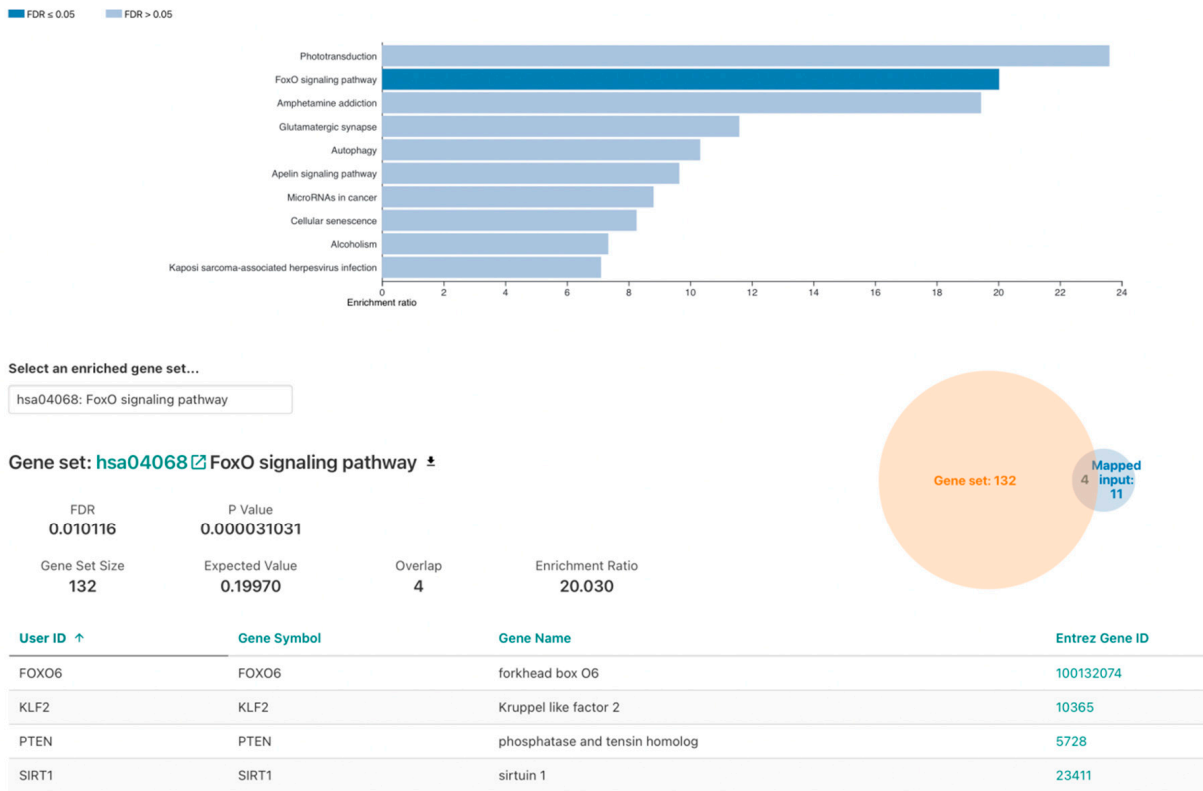 FDR ≤ 0.05 FDR > 0.05
Phototransduction
FoxO signaling pathway
Amphetamine addiction
Glutamatergic synapse
Autophagy
Apelin signaling pathway
MicroRNAs in cancer
Cellular senescence
Alcoholism
Kaposi sarcoma-associated herpesvirus infection
0 2 4 6 8 10 12 14 16 18 20 22 24
Enrichment ratio
Select an enriched gene set...
hsa04068: FoxO signaling pathway
Gene set: hsa04068 FoxO signaling pathway
Gene set: 132
4
Mapped
input:
11
FDR P Value
0.010116 0.000031031
Gene Set Size Expected Value Overlap Enrichment Ratio
132 0.19970 4 20.030
User ID ↑ Gene Symbol Gene Name Entrez Gene ID
FOXO6 FOXO6 forkhead box O6 100132074
KLF2 KLF2 Kruppel like factor 2 10365
PTEN PTEN phosphatase and tensin homolog 5728
SIRT1 SIRT1 sirtuin 1 23411